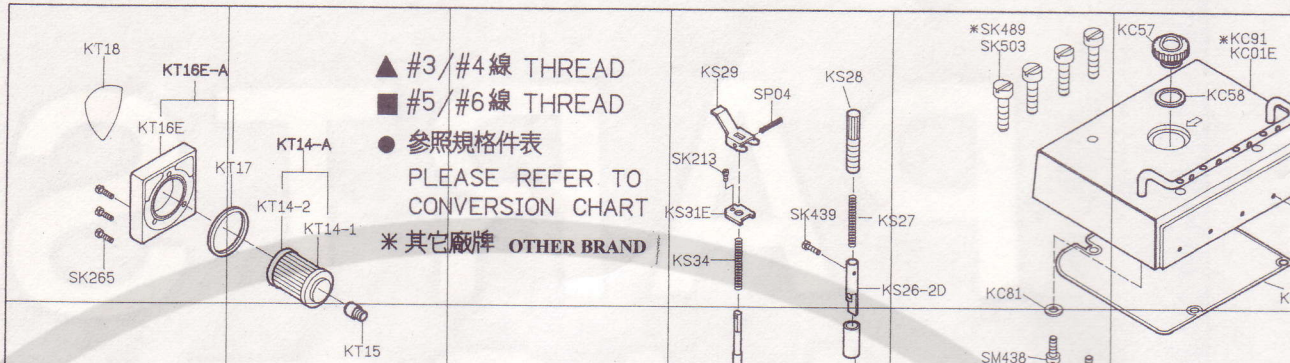 KT18
KT16E-A
KT16E
KT17
SK265
KT14-A
KT14-2
KT14-1
KT15
▲ #3/#4線 THREAD
■ #5/#6線 THREAD
● 參照規格件表
PLEASE REFER TO
CONVERSION CHART
* 其它廠牌 OTHER BRAND
KS29
SP04
SK213
KS31E
KS34
KS28
KS27
SK439
KS26-2D
*SK489
SK503
KC57
*KC91
KC01E
KC58
KC81
SM438